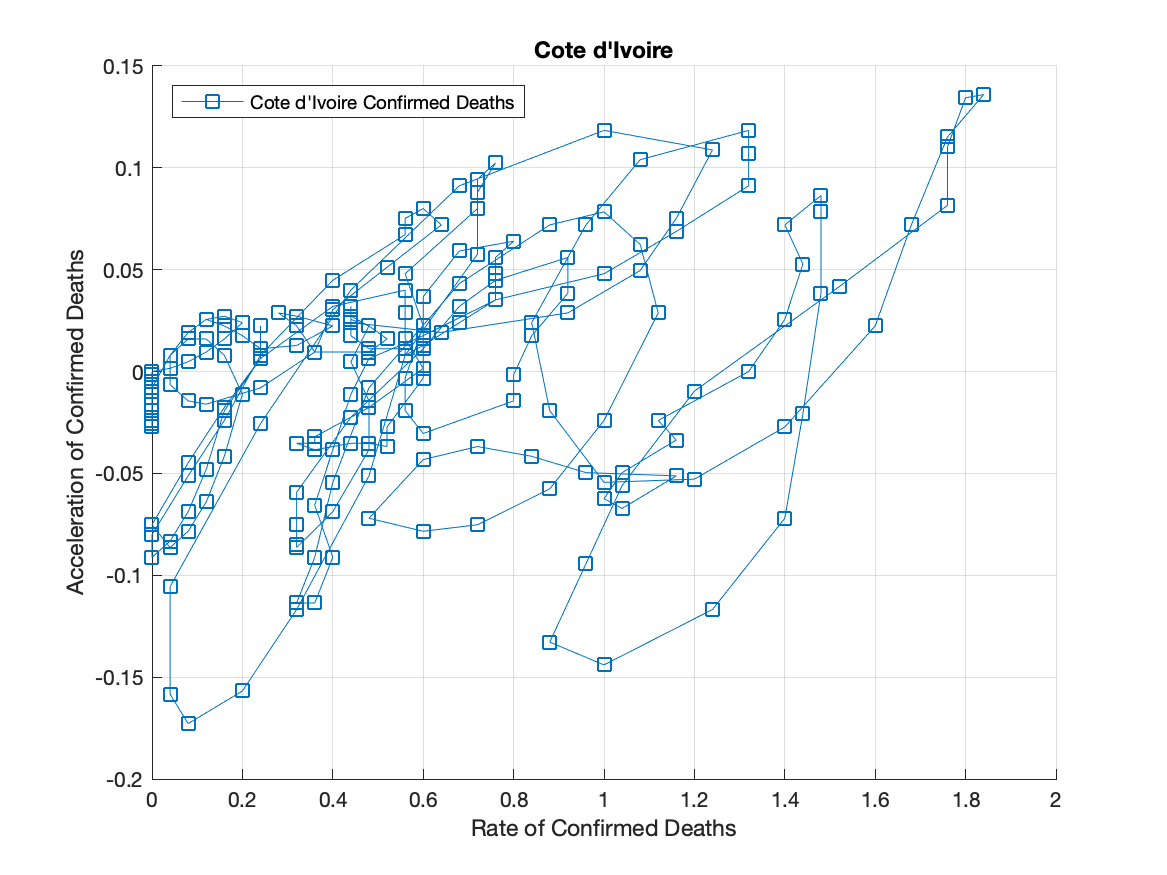 Cote d'Ivoire
Cote d'Ivoire Confirmed Deaths
0.15
0.1
0.05
0
-0.05
-0.1
-0.15
-0.2
Acceleration of Confirmed Deaths
0 0.2 0.4 0.6 0.8 1 1.2 1.4 1.6 1.8 2
Rate of Confirmed Deaths